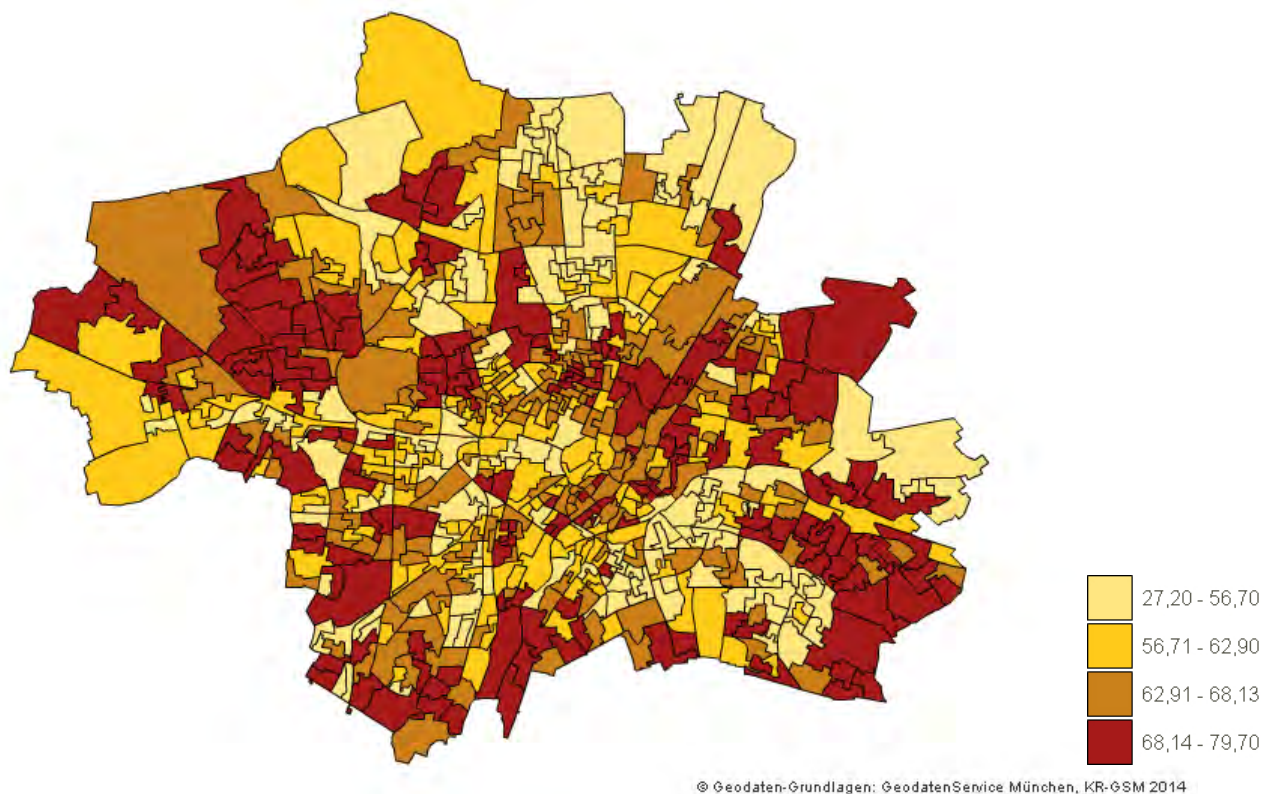 27,20 - 56,70
56,71 - 62,90
62,91 - 68,13
68,14 - 79,70
© Geodaten-Grundlagen: GeodatenService München, KR-GSM 2014